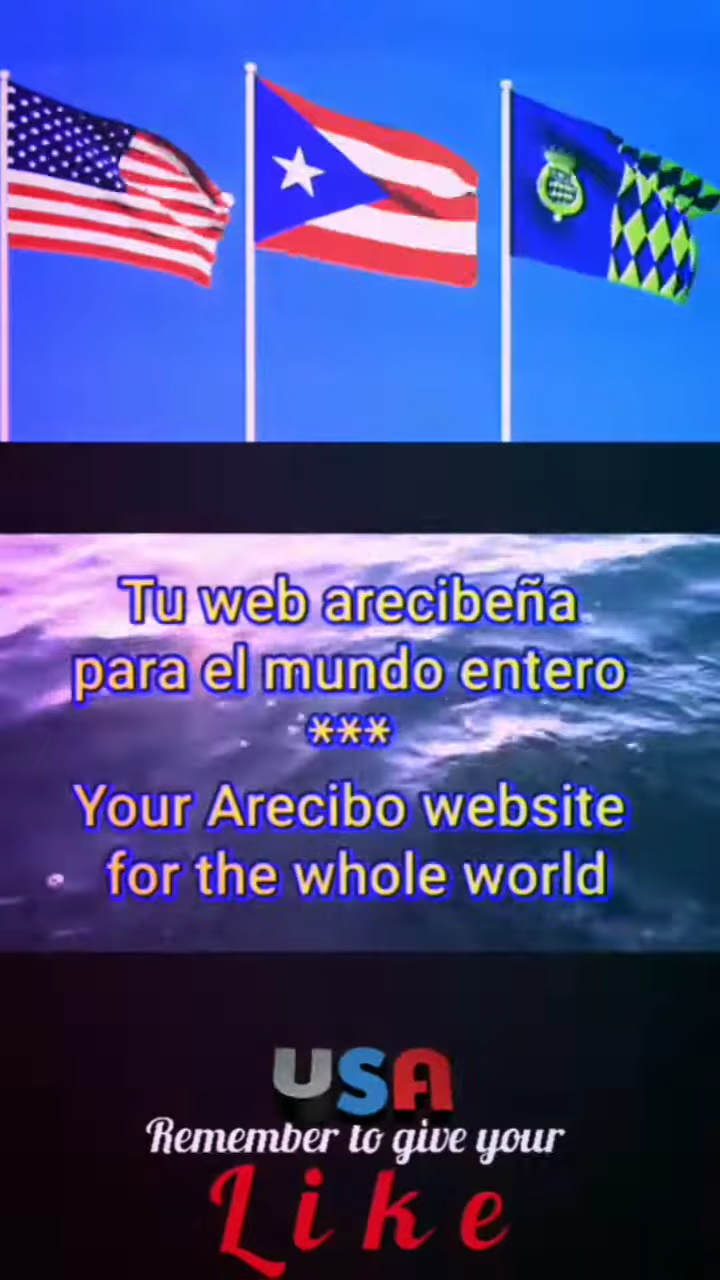 Tu web arecibeña
para el mundo entero
***
Your Arecibo website
for the whole world
USA
Remember to give your
Like